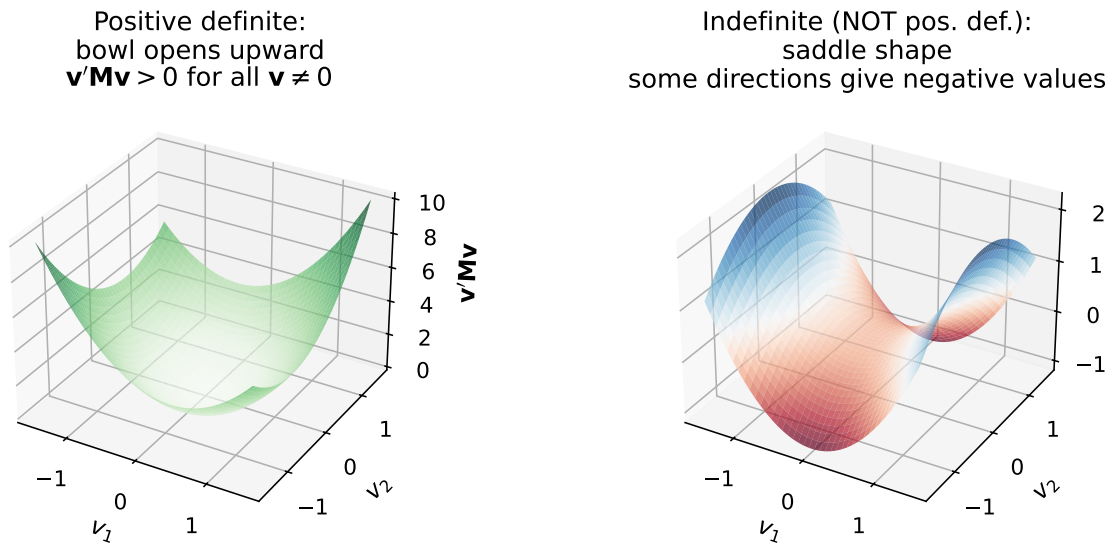 Positive definite:
bowl opens upward
v′Mv > 0 for all v ≠ 0
10
8
6
4
2
0
v′Mv
−1
0
1
v₁
−1
0
1
v₂
Indefinite (NOT pos. def.):
saddle shape
some directions give negative values
2
1
0
−1
−1
0
1
v₁
−1
0
1
v₂